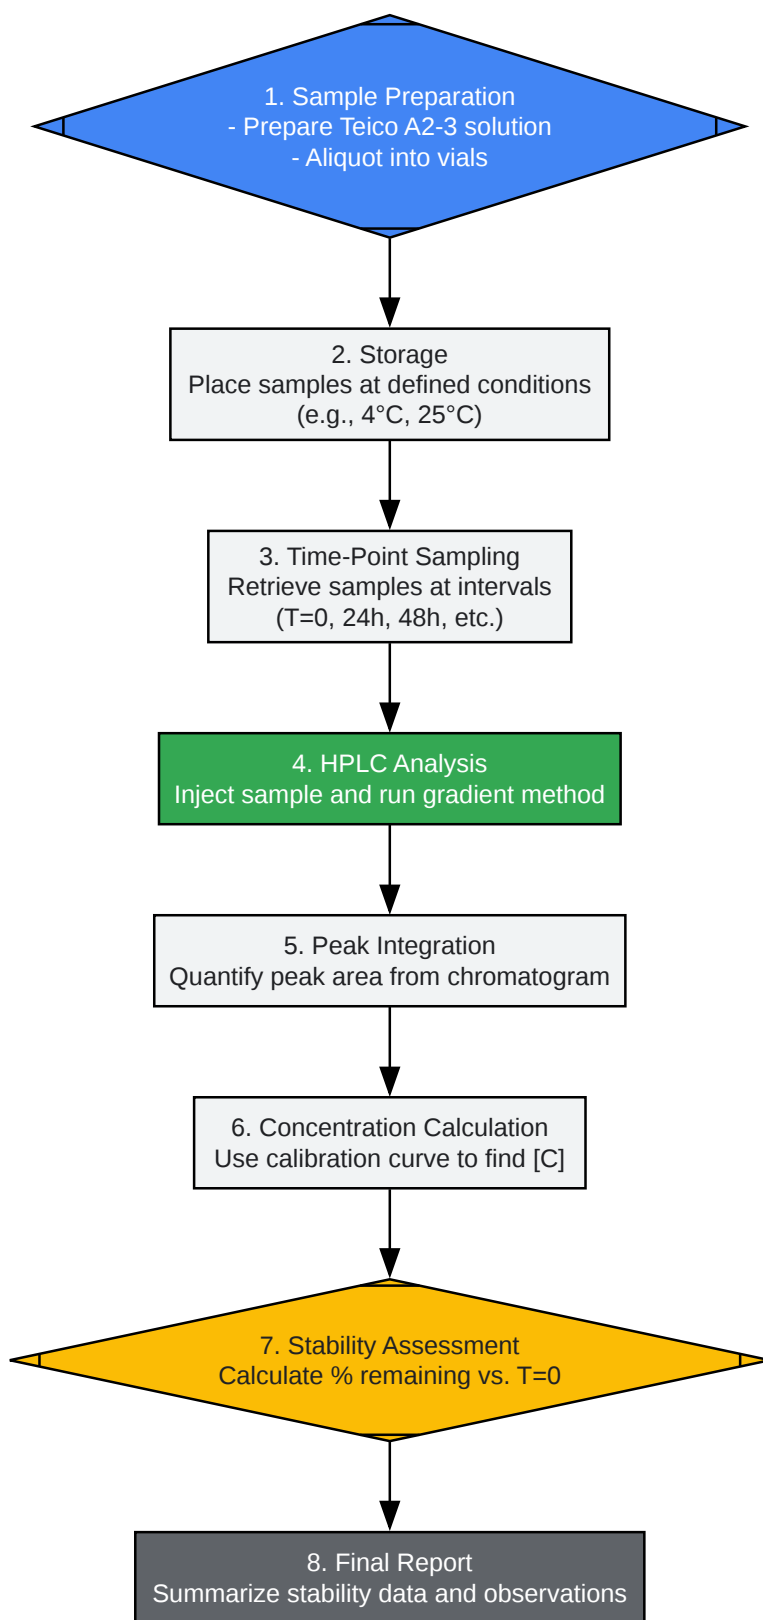 1. Sample Preparation
- Prepare Teico A2-3 solution
- Aliquot into vials
2. Storage
Place samples at defined conditions
(e.g., 4°C, 25°C)
3. Time-Point Sampling
Retrieve samples at intervals
(T=0, 24h, 48h, etc.)
4. HPLC Analysis
Inject sample and run gradient method
5. Peak Integration
Quantify peak area from chromatogram
6. Concentration Calculation
Use calibration curve to find [C]
7. Stability Assessment
Calculate % remaining vs. T=0
8. Final Report
Summarize stability data and observations